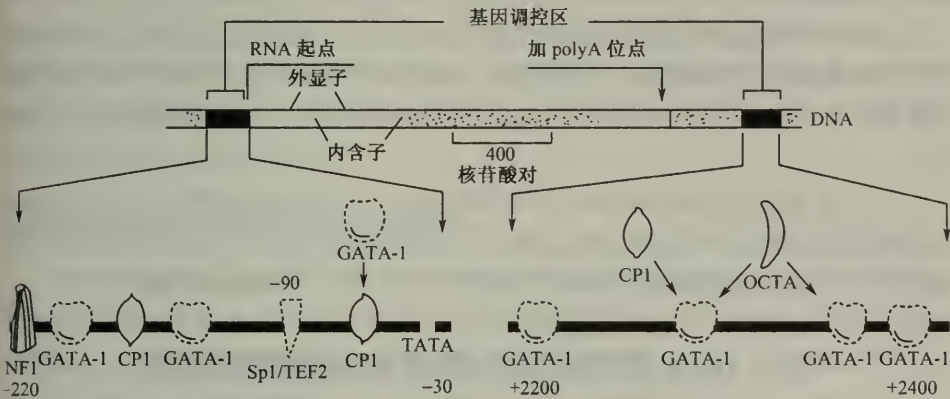 基因调控区
RNA 起点
加 polyA 位点
外显子
DNA
内含子
400
核苷酸对
GATA-1
CP1
OCTA
-90
TATA
NF1 GATA-1 CP1 GATA-1 Sp1/TEF2 CP1
GATA-1 GATA-1 GATA-1 GATA-1
-220
-30
+2200
+2400